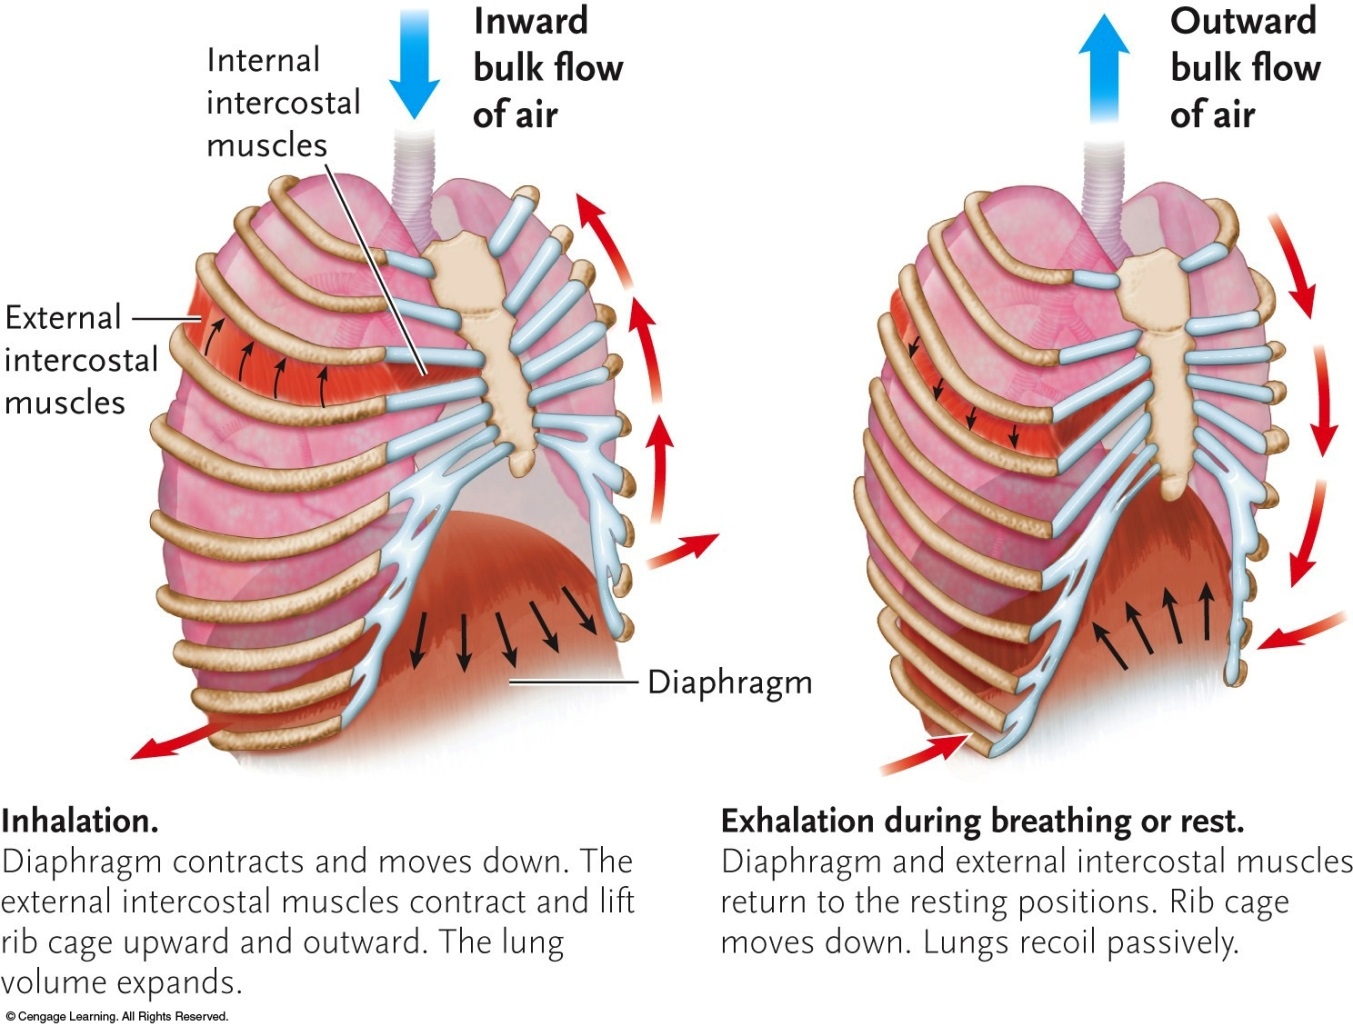 Inward
bulk flow
of air
Internal
intercostal
muscles
External
intercostal
muscles
Diaphragm
Outward
bulk flow
of air
Inhalation.
Diaphragm contracts and moves down. The
external intercostal muscles contract and lift
rib cage upward and outward. The lung
volume expands.
Exhalation during breathing or rest.
Diaphragm and external intercostal muscles
return to the resting positions. Rib cage
moves down. Lungs recoil passively.
© Cengage Learning. All Rights Reserved.